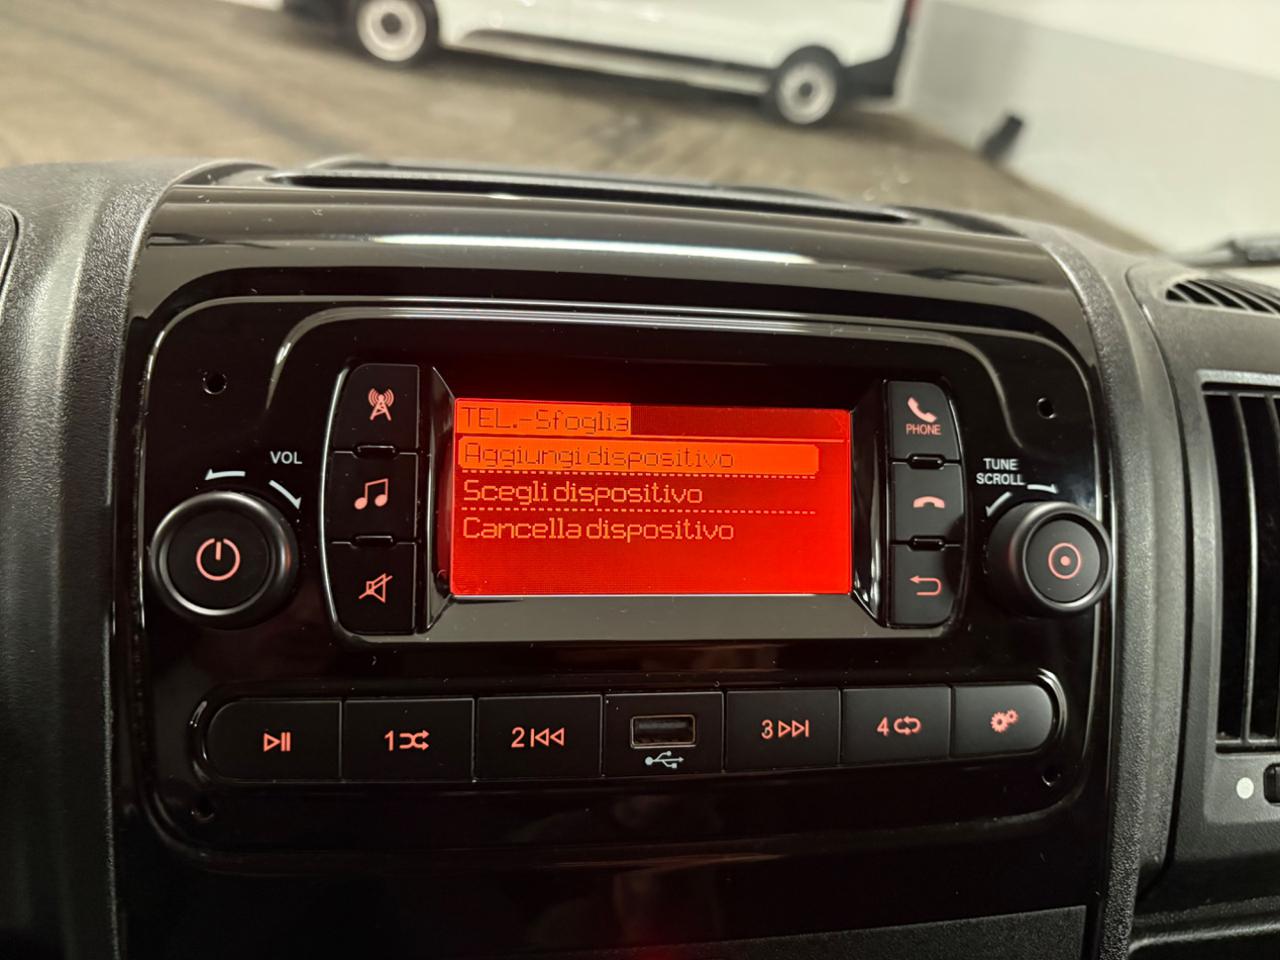 TEL.-Sfoglia
Aggiungi dispositivo
Scegli dispositivo
Cancella dispositivo
VOL
PHONE
TUNE
SCROLL
1
2
3
4